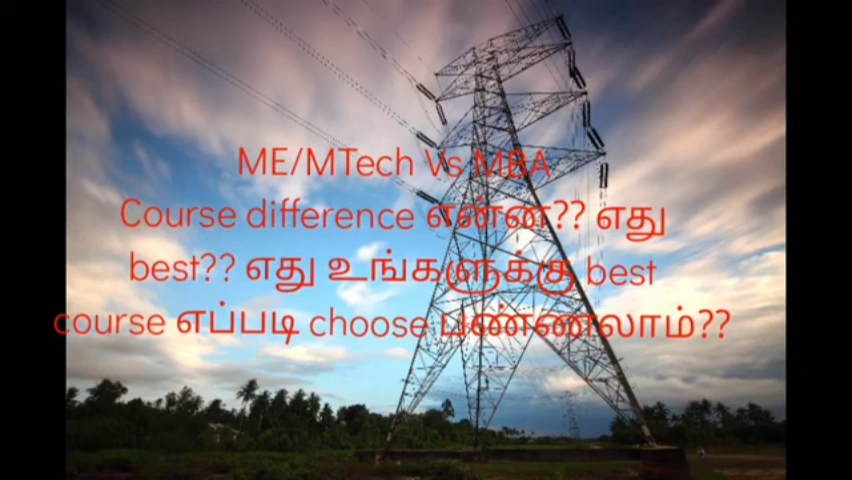 ME/MTech Vs MBA
Course difference என்ன?? எது
best?? எது உங்களுக்கு best
course எப்படி choose பண்ணலாம்??